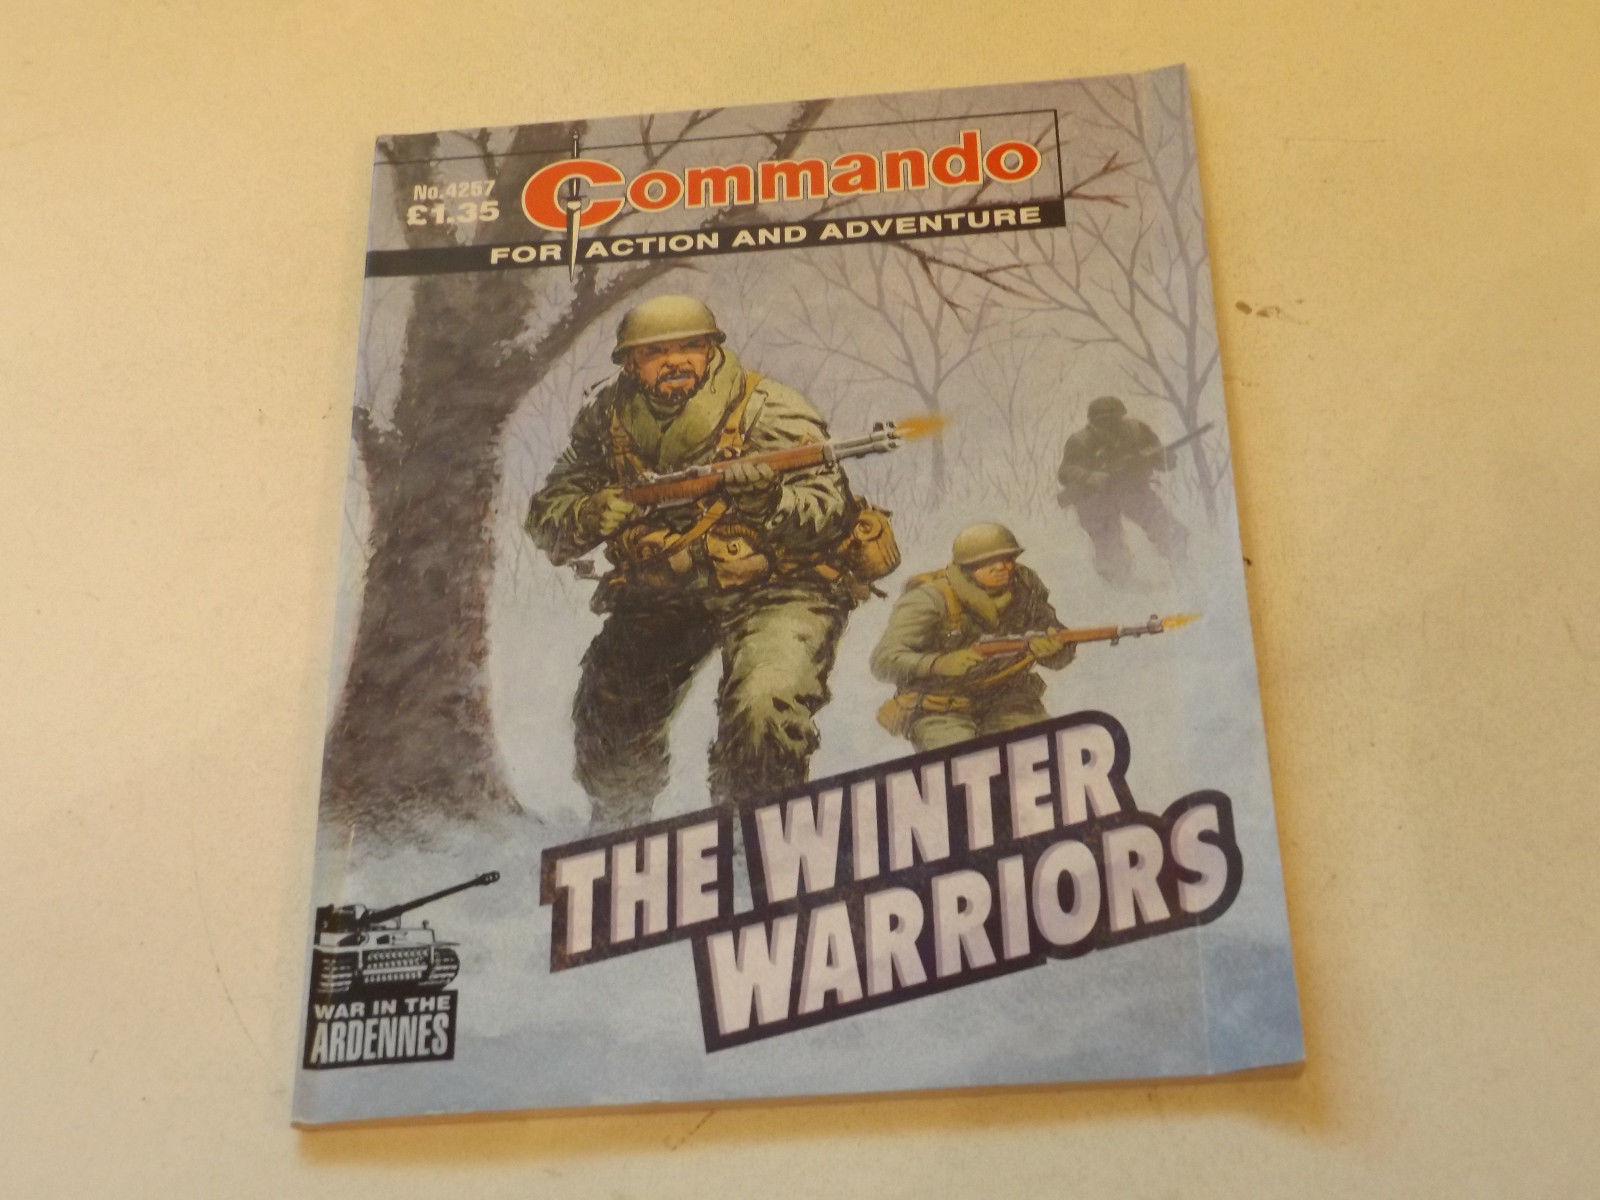 No.4257
£1.35
Commando
FOR ACTION AND ADVENTURE
THE WINTER
WARRIORS
WAR IN THE
ARDENNES